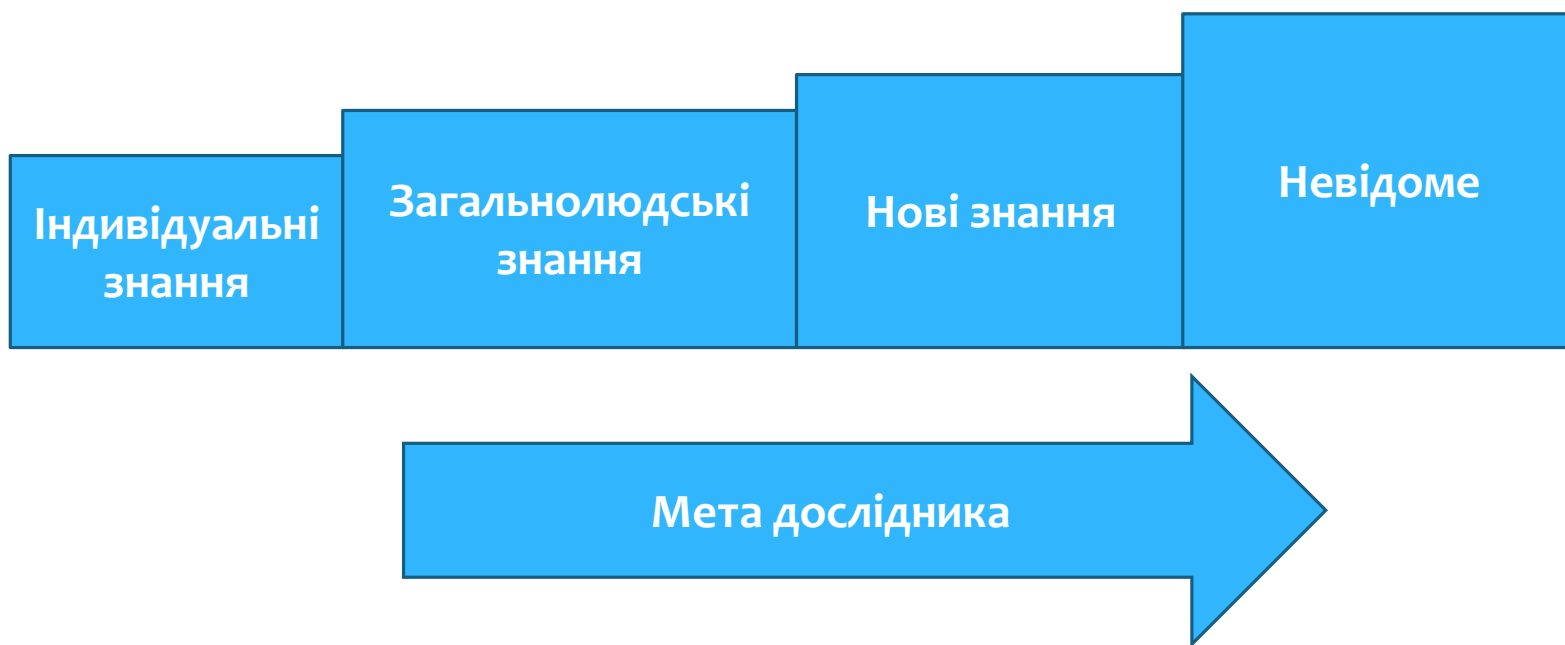 Індивідуальні
знання
Загальнолюдські
знання
Нові знання
Невідоме
Мета дослідника